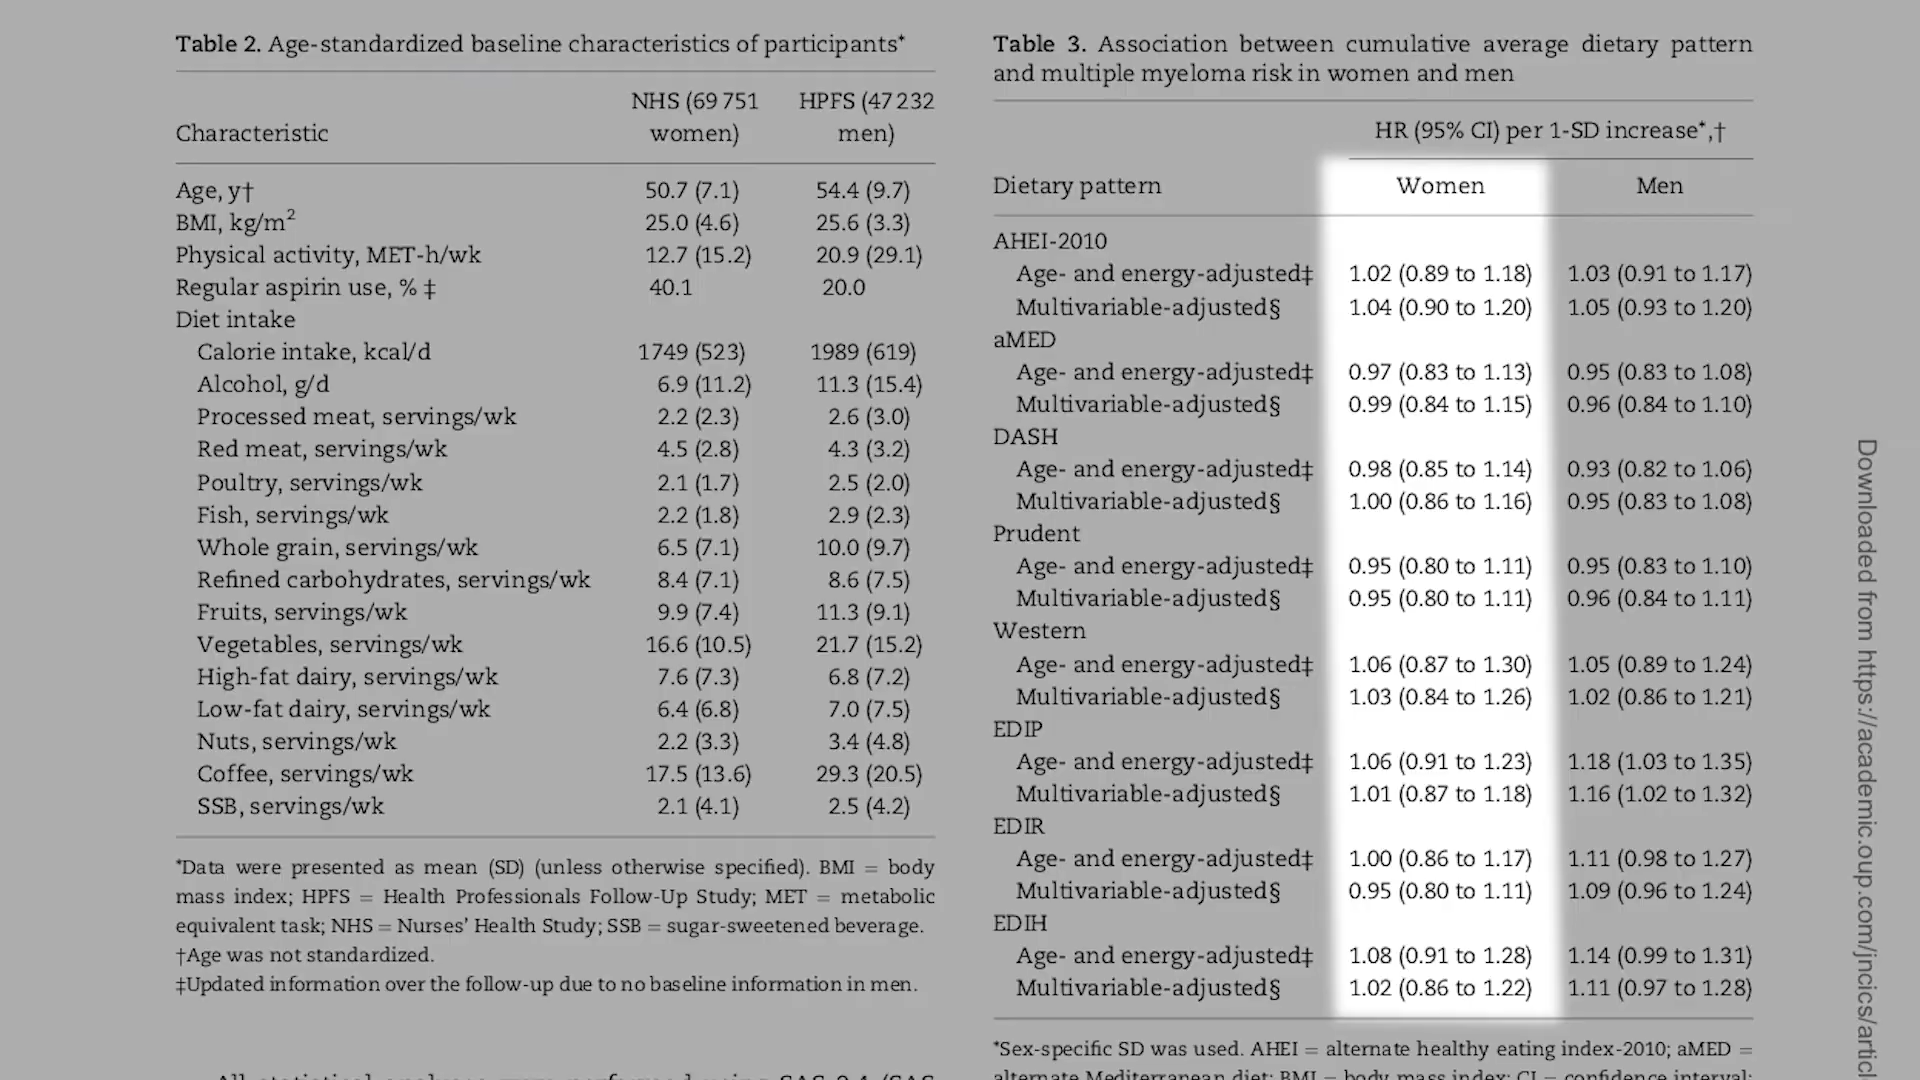 Table 2. Age-standardized baseline characteristics of participants*
NHS (69 751 women)
HPFS (47 232 men)
Characteristic
Age, y† 50.7 (7.1) 54.4 (9.7)
BMI, kg/m2 25.0 (4.6) 25.6 (3.3)
Physical activity, MET-h/wk 12.7 (15.2) 20.9 (29.1)
Regular aspirin use, % ‡ 40.1 20.0
Diet intake
Calorie intake, kcal/d 1749 (523) 1989 (619)
Alcohol, g/d 6.9 (11.2) 11.3 (15.4)
Processed meat, servings/wk 2.2 (2.3) 2.6 (3.0)
Red meat, servings/wk 4.5 (2.8) 4.3 (3.2)
Poultry, servings/wk 2.1 (1.7) 2.5 (2.0)
Fish, servings/wk 2.2 (1.8) 2.9 (2.3)
Whole grain, servings/wk 6.5 (7.1) 10.0 (9.7)
Refined carbohydrates, servings/wk 8.4 (7.1) 8.6 (7.5)
Fruits, servings/wk 9.9 (7.4) 11.3 (9.1)
Vegetables, servings/wk 16.6 (10.5) 21.7 (15.2)
High-fat dairy, servings/wk 7.6 (7.3) 6.8 (7.2)
Low-fat dairy, servings/wk 6.4 (6.8) 7.0 (7.5)
Nuts, servings/wk 2.2 (3.3) 3.4 (4.8)
Coffee, servings/wk 17.5 (13.6) 29.3 (20.5)
SSB, servings/wk 2.1 (4.1) 2.5 (4.2)
*Data were presented as mean (SD) (unless otherwise specified). BMI = body
mass index; HPFS = Health Professionals Follow-Up Study; MET = metabolic
equivalent task; NHS = Nurses' Health Study; SSB = sugar-sweetened beverage.
†Age was not standardized.
‡Updated information over the follow-up due to no baseline information in men.
All statistical analyses were performed using SAS 9.4 (SAS
Table 3. Association between cumulative average dietary pattern
and multiple myeloma risk in women and men
HR (95% CI) per 1-SD increase*,†
Dietary pattern Women Men
AHEI-2010
Age- and energy-adjusted‡ 1.02 (0.89 to 1.18) 1.03 (0.91 to 1.17)
Multivariable-adjusted§ 1.04 (0.90 to 1.20) 1.05 (0.93 to 1.20)
aMED
Age- and energy-adjusted‡ 0.97 (0.83 to 1.13) 0.95 (0.83 to 1.08)
Multivariable-adjusted§ 0.99 (0.84 to 1.15) 0.96 (0.84 to 1.10)
DASH
Age- and energy-adjusted‡ 0.98 (0.85 to 1.14) 0.93 (0.82 to 1.06)
Multivariable-adjusted§ 1.00 (0.86 to 1.16) 0.95 (0.83 to 1.08)
Prudent
Age- and energy-adjusted‡ 0.95 (0.80 to 1.11) 0.95 (0.83 to 1.10)
Multivariable-adjusted§ 0.95 (0.80 to 1.11) 0.96 (0.84 to 1.11)
Western
Age- and energy-adjusted‡ 1.06 (0.87 to 1.30) 1.05 (0.89 to 1.24)
Multivariable-adjusted§ 1.03 (0.84 to 1.26) 1.02 (0.86 to 1.21)
EDIP
Age- and energy-adjusted‡ 1.06 (0.91 to 1.23) 1.18 (1.03 to 1.35)
Multivariable-adjusted§ 1.01 (0.87 to 1.18) 1.16 (1.02 to 1.32)
EDIR
Age- and energy-adjusted‡ 1.00 (0.86 to 1.17) 1.11 (0.98 to 1.27)
Multivariable-adjusted§ 0.95 (0.80 to 1.11) 1.09 (0.96 to 1.24)
EDIH
Age- and energy-adjusted‡ 1.08 (0.91 to 1.28) 1.14 (0.99 to 1.31)
Multivariable-adjusted§ 1.02 (0.86 to 1.22) 1.11 (0.97 to 1.28)
*Sex-specific SD was used. AHEI = alternate healthy eating index-2010; aMED =
alternate Mediterranean diet; BMI = body mass index; CI = confidence interval;
Downloaded from https://academic.oup.com/jncics/articl